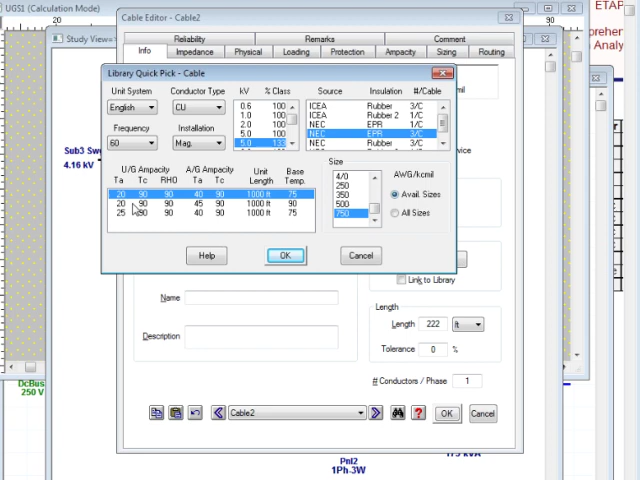 UGS1 (Calculation Mode)
20
90
ETAP
Study View=
Cable Editor - Cable2
Reliability Remarks Comment
Info Impedance Physical Loading Protection Ampacity Sizing Routing
Library Quick Pick - Cable
Unit System Conductor Type kV % Class Source Insulation #/Cable
English CU
0.6 100 ICEA Rubber 3/C
1.0 100 ICEA Rubber 2 1/C
2.0 100 NEC EPR 1/C
5.0 100 NEC EPR 3/C
5.0 133 NEC Rubber 1/C
Frequency Installation
60 Mag.
Sub3 Swg
4.16 kV
U/G Ampacity A/G Ampacity Unit Base
Ta Tc RHO Ta Tc Length Temp.
20 90 90 40 90 1000 ft 75
20 90 90 45 90 1000 ft 90
25 90 90 40 90 1000 ft 75
Size
4/0
250
350
500
750
AWG/kcmil
Avail. Sizes
All Sizes
Help OK Cancel
Link to Library
Name
Description
Length
Length 222 ft
Tolerance 0 %
# Conductors / Phase 1
DcBus
250 V
Cable2 OK Cancel
Pnl2
1Ph-3W